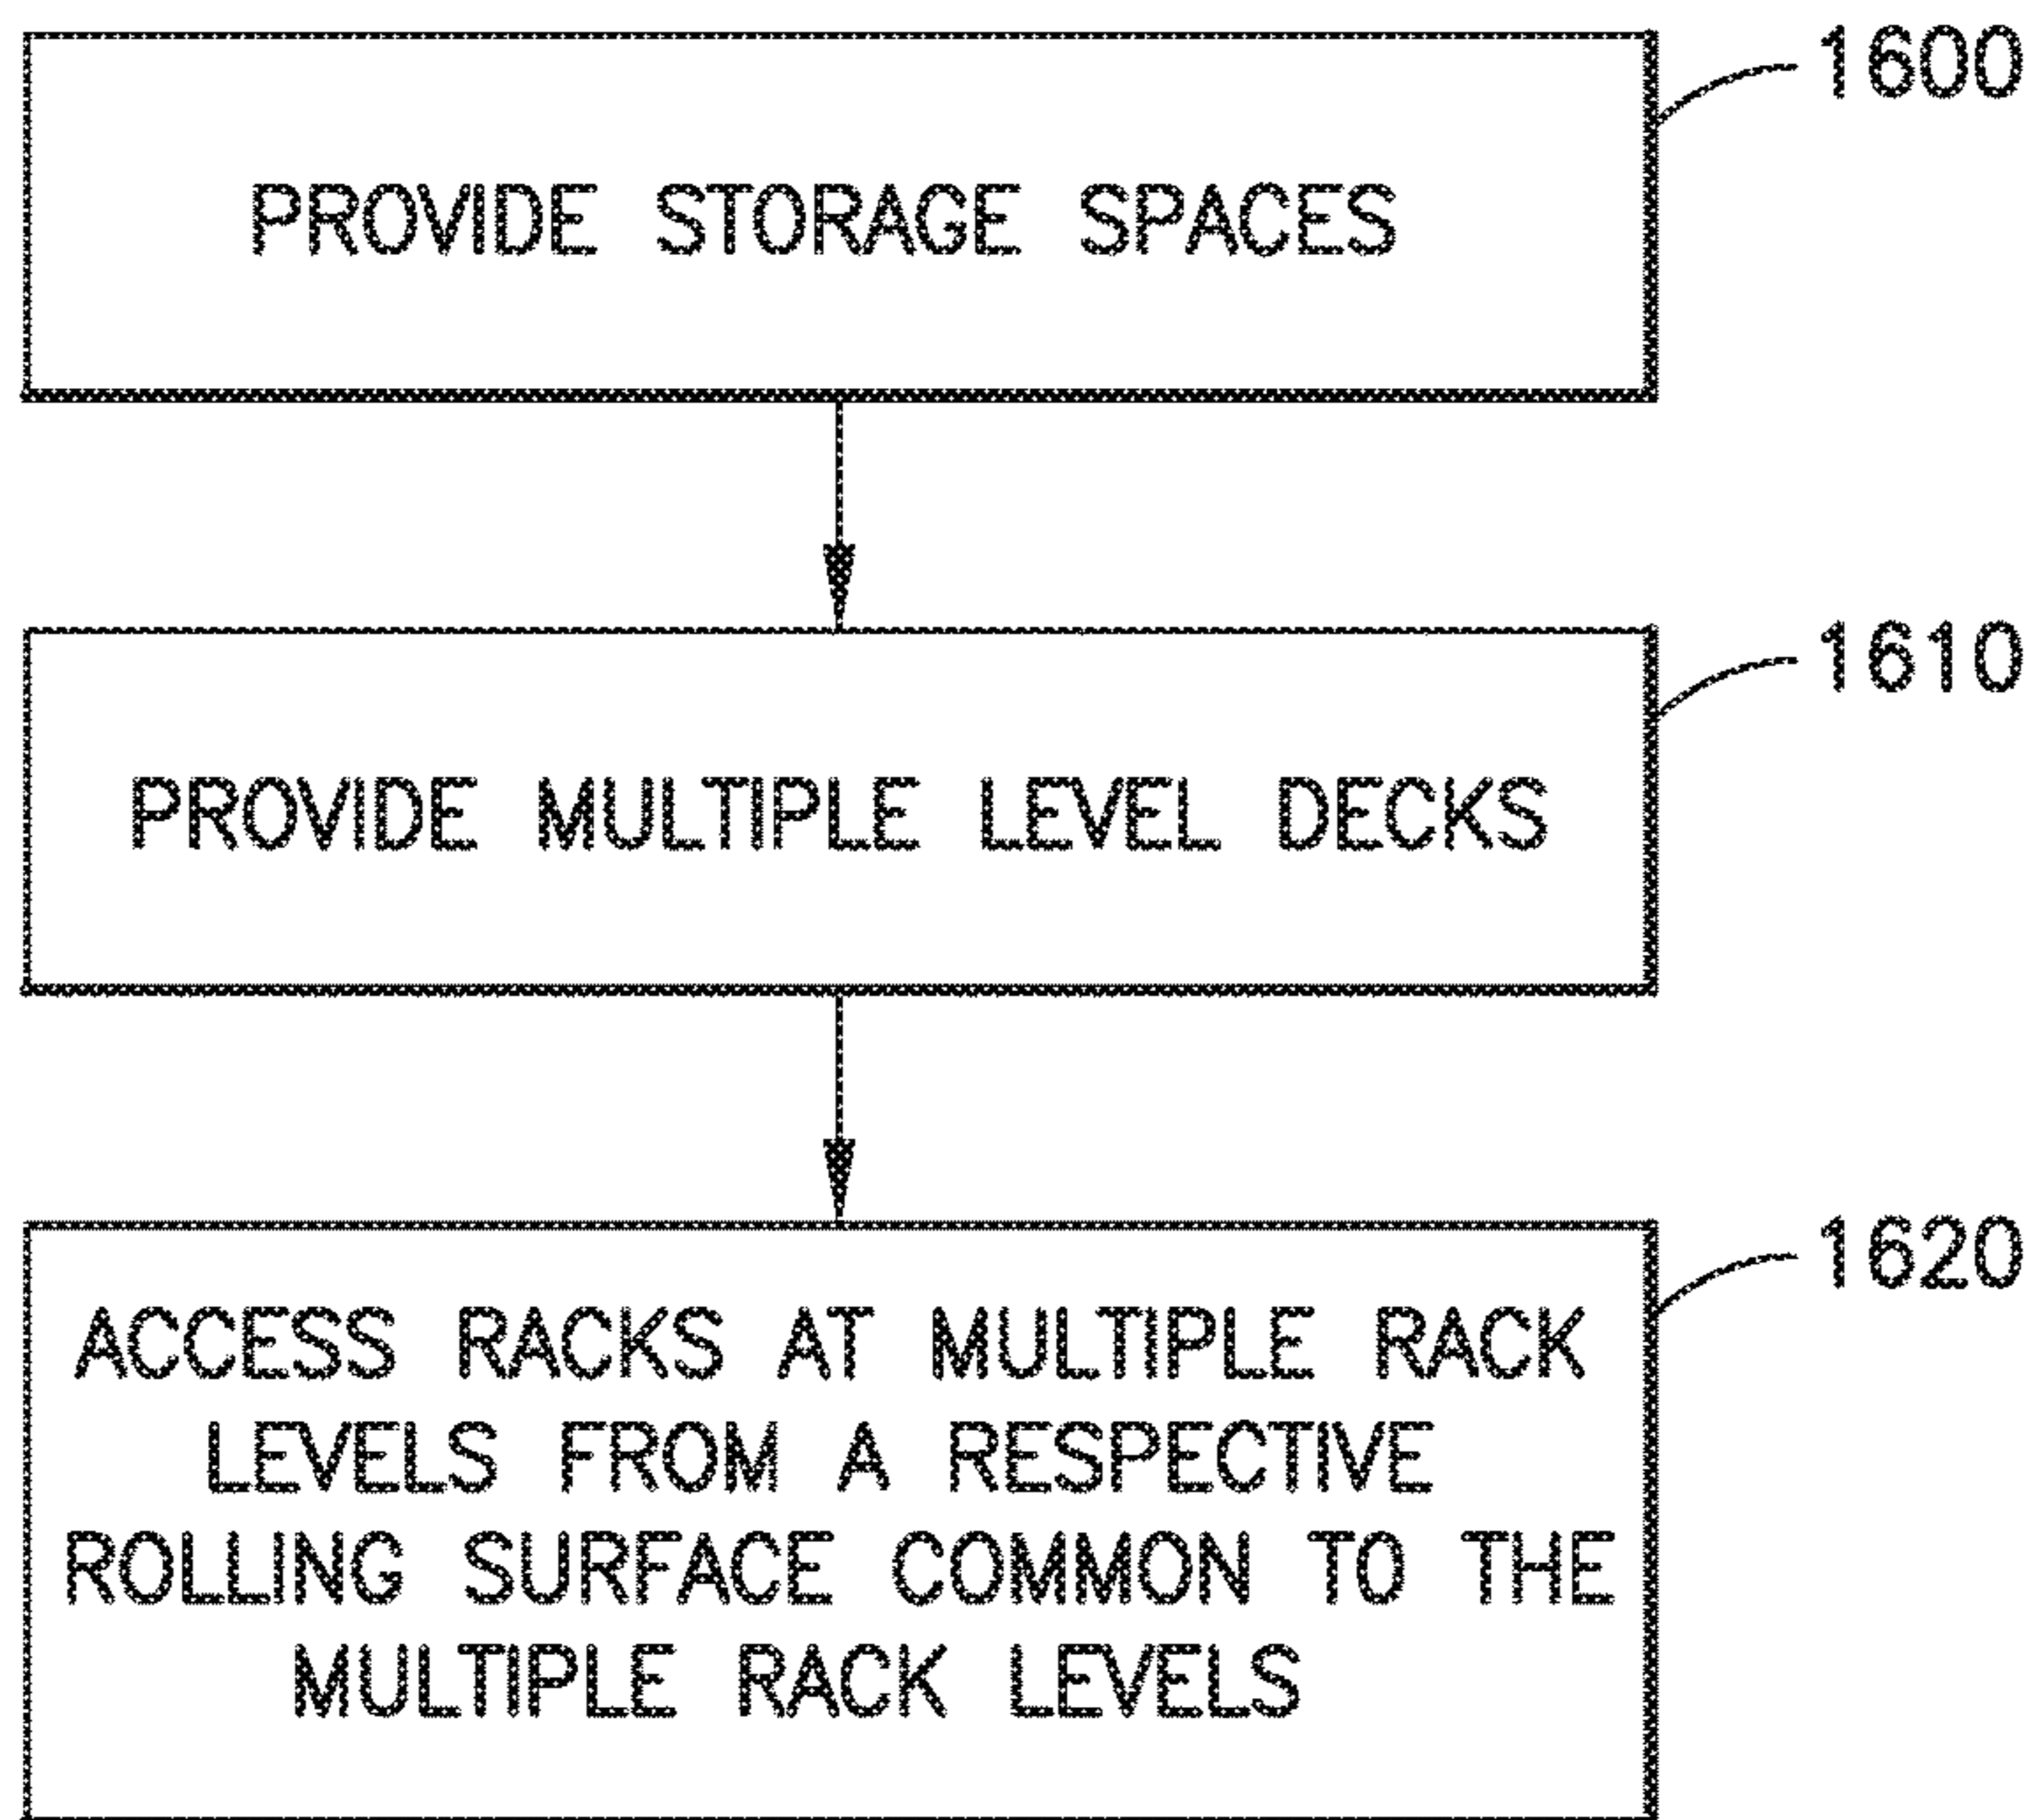 1600
PROVIDE STORAGE SPACES
1610
PROVIDE MULTIPLE LEVEL DECKS
1620
ACCESS RACKS AT MULTIPLE RACK
LEVELS FROM A RESPECTIVE
ROLLING SURFACE COMMON TO THE
MULTIPLE RACK LEVELS